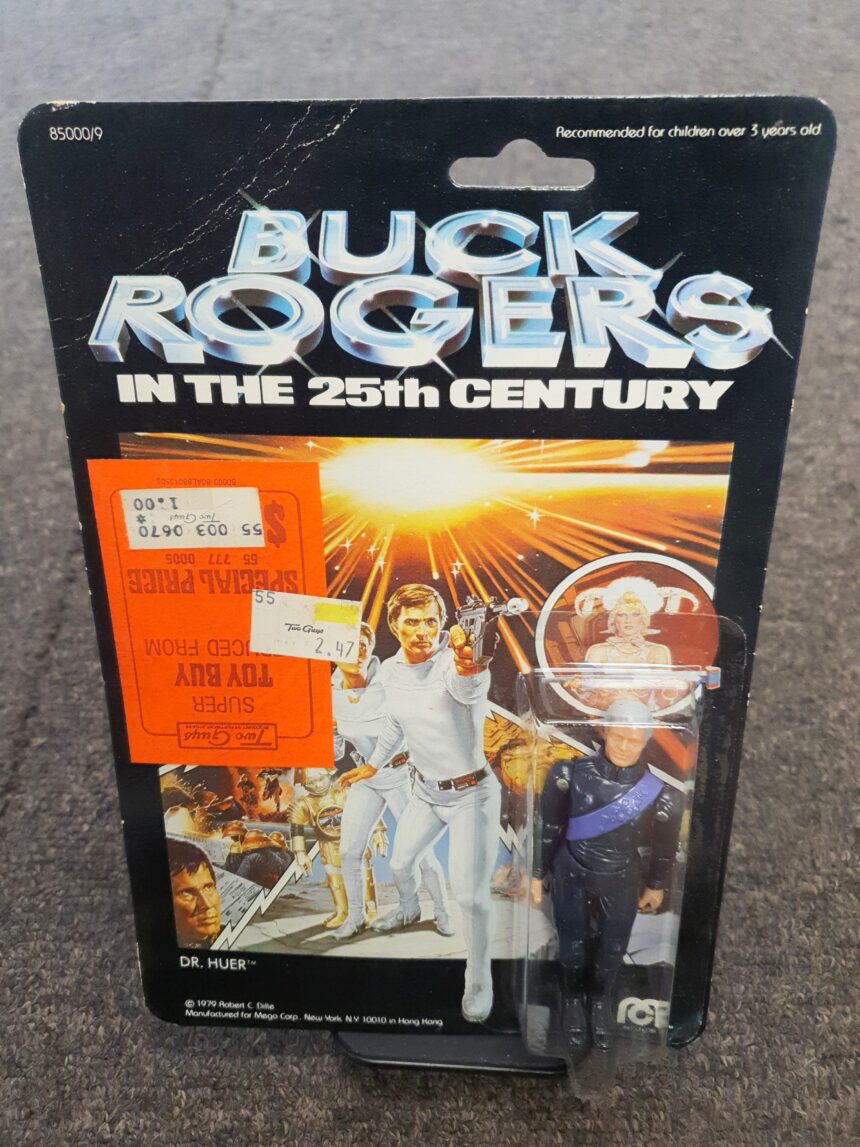 85000/9
Recommended for children over 3 years old
BUCK
ROGERS
IN THE 25th CENTURY
Two Guys
SUPER
TOY BUY
REDUCED FROM
SPECIAL PRICE
55 777 0005
$
55 003 0670
Two Guys
1.00
55
Two Guys
2.47
DR. HUER™
© 1979 Robert C. Dille
Manufactured for Mego Corp., New York N.Y. 10010 in Hong Kong